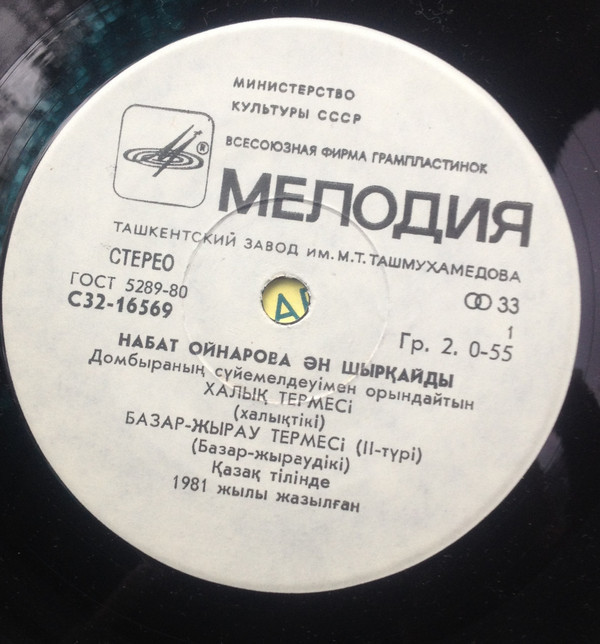 МИНИСТЕРСТВО
КУЛЬТУРЫ СССР
®
ВСЕСОЮЗНАЯ ФИРМА ГРАМПЛАСТИНОК
МЕЛОДИЯ
ТАШКЕНТСКИЙ ЗАВОД ИМ. М.Т. ТАШМУХАМЕДОВА
СТЕРЕО
ГОСТ 5289-80
С32-16569
33
1
Гр. 2. 0-55
НАБАТ ОЙНАРОВА ӘН ШЫРҚАЙДЫ
Домбыраның сүйемелдеуімен орындайтын
ХАЛЫҚ ТЕРМЕСІ
(халықтікі)
БАЗАР-ЖЫРАУ ТЕРМЕСІ (II-түрі)
(Базар-жыраудікі)
Қазақ тілінде
1981 жылы жазылған